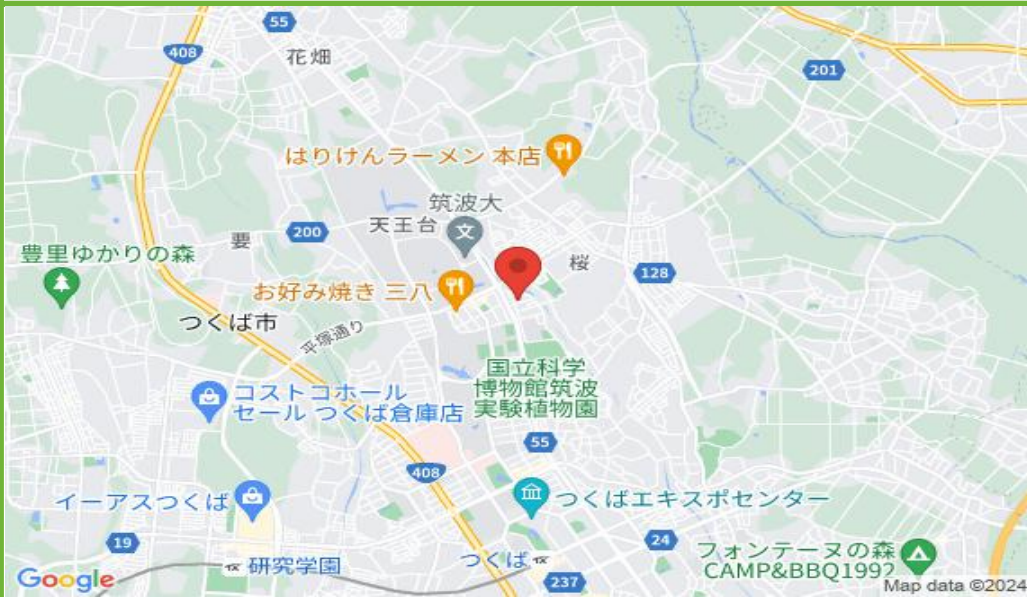 55
408
花畑
201
はりけんラーメン 本店
筑波大
天王台
要
200
桜
128
豊里ゆかりの森
お好み焼き 三八
つくば市
平塚通り
国立科学
博物館筑波
実験植物園
コストコホール
セール つくば倉庫店
55
408
イーアスつくば
つくばエキスポセンター
19
研究学園
つくば
24
237
フォンテーヌの森
CAMP&BBQ1992
Google
Map data ©2024